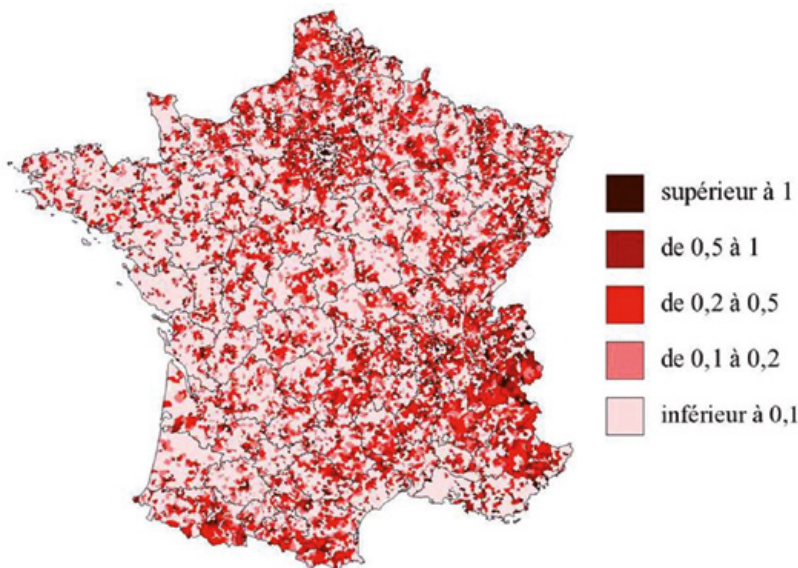 supérieur à 1
de 0,5 à 1
de 0,2 à 0,5
de 0,1 à 0,2
inférieur à 0,1